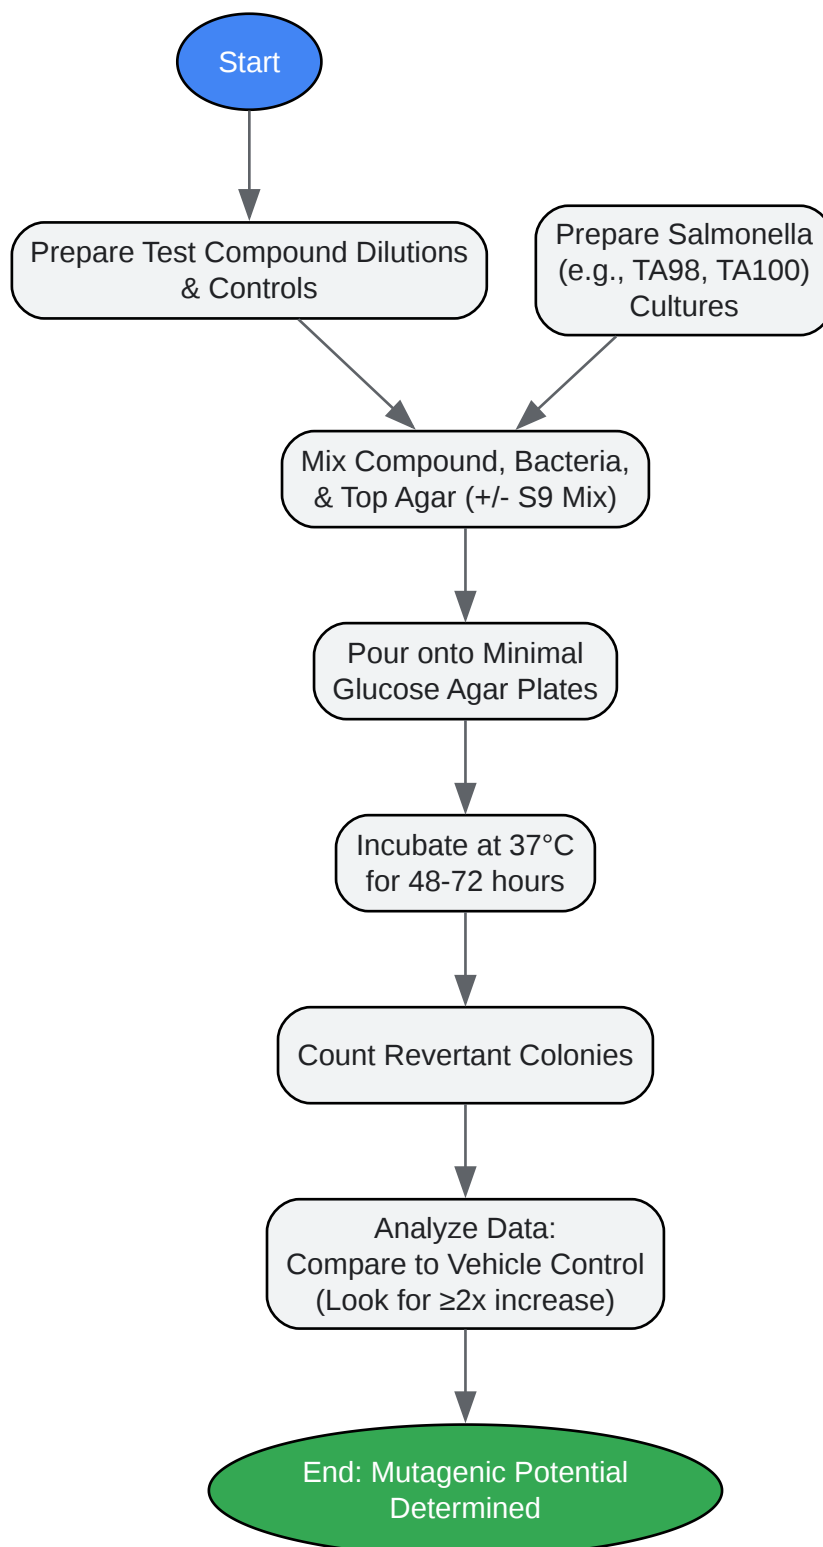 Start
Prepare Test Compound Dilutions
& Controls
Prepare Salmonella
(e.g., TA98, TA100)
Cultures
Mix Compound, Bacteria,
& Top Agar (+/- S9 Mix)
Pour onto Minimal
Glucose Agar Plates
Incubate at 37°C
for 48-72 hours
Count Revertant Colonies
Analyze Data:
Compare to Vehicle Control
(Look for ≥2x increase)
End: Mutagenic Potential
Determined